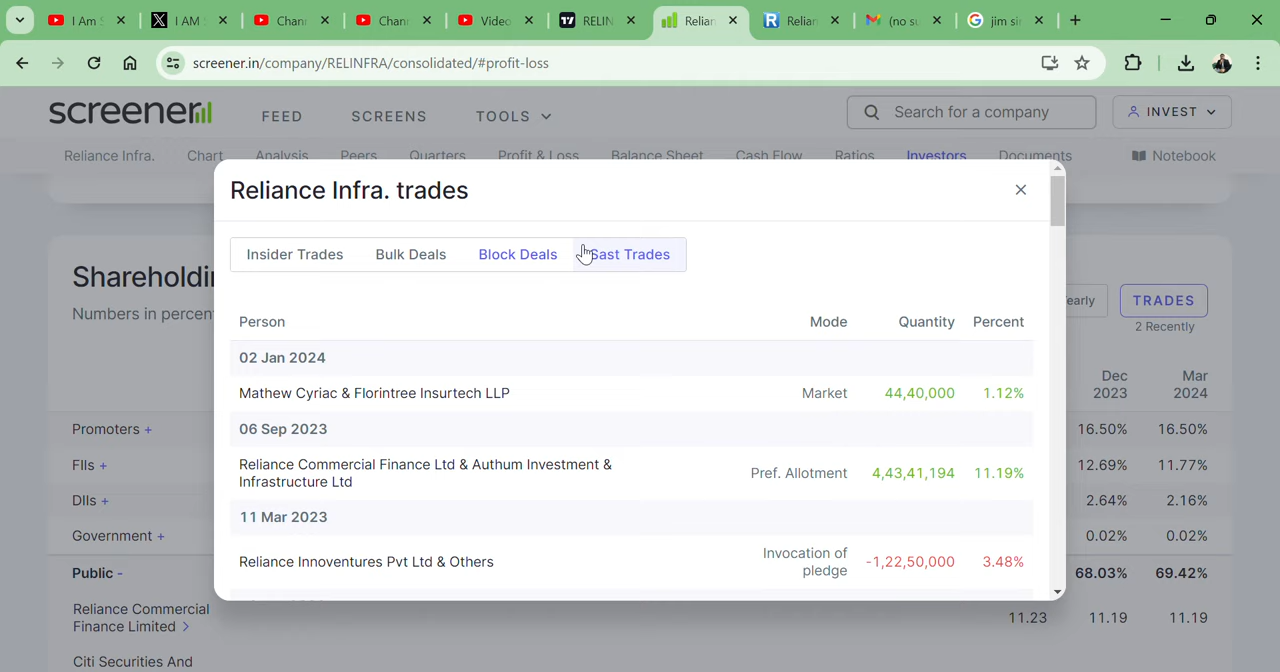 I Am
I AM
Chann
Chann
Video
RELIN
Relian
Relian
(no su
jim sir
screener.in/company/RELINFRA/consolidated/#profit-loss
screener
FEED
SCREENS
TOOLS
Search for a company
INVEST
Reliance Infra.
Chart
Analysis
Peers
Quarters
Profit & Loss
Balance Sheet
Cash Flow
Ratios
Investors
Documents
Notebook
Reliance Infra. trades
Insider Trades
Bulk Deals
Block Deals
Sast Trades
Shareholdin
Numbers in percen
early
TRADES
2 Recently
Person Mode Quantity Percent
02 Jan 2024
Mathew Cyriac & Florintree Insurtech LLP Market 44,40,000 1.12%
06 Sep 2023
Reliance Commercial Finance Ltd & Authum Investment &
Infrastructure Ltd
Pref. Allotment 4,43,41,194 11.19%
11 Mar 2023
Reliance Innoventures Pvt Ltd & Others
Invocation of
pledge
-1,22,50,000 3.48%
Dec
2023
Mar
2024
Promoters + 16.50% 16.50%
FIIs + 12.69% 11.77%
DIIs + 2.64% 2.16%
Government + 0.02% 0.02%
Public - 68.03% 69.42%
Reliance Commercial
Finance Limited
11.23 11.19 11.19
Citi Securities And